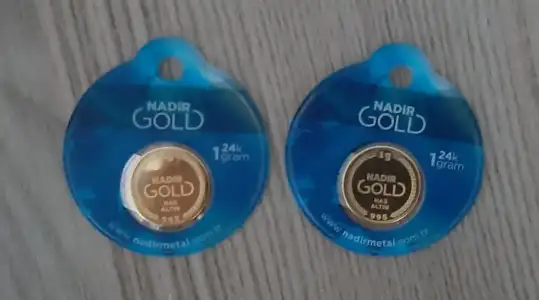 NADIR
GOLD
1 24k
gram
NADIR
GOLD
HAS
ALTIN
995
www.nadirmetal.com.tr
NADIR
GOLD
1 24k
gram
1g
NADIR
GOLD
HAS
ALTIN
995
www.nadirmetal.com.tr